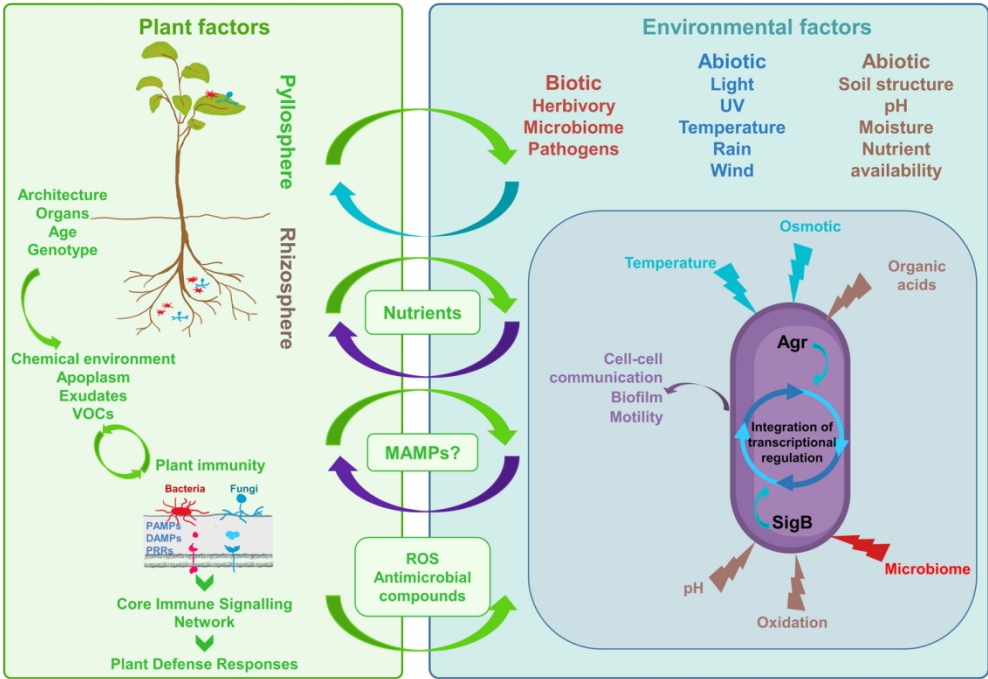 Plant factors
Pyllosphere
Rhizosphere
Architecture
Organs
Age
Genotype
Chemical environment
Apoplasm
Exudates
VOCs
Plant immunity
Bacteria
Fungi
PAMPs
DAMPs
PRRs
Core Immune Signalling
Network
Plant Defense Responses
Nutrients
MAMPs?
ROS
Antimicrobial
compounds
Environmental factors
Biotic
Herbivory
Microbiome
Pathogens
Abiotic
Light
UV
Temperature
Rain
Wind
Abiotic
Soil structure
pH
Moisture
Nutrient
availability
Osmotic
Temperature
Organic
acids
Cell-cell
communication
Biofilm
Motility
Agr
Integration of
transcriptional
regulation
SigB
Microbiome
pH
Oxidation